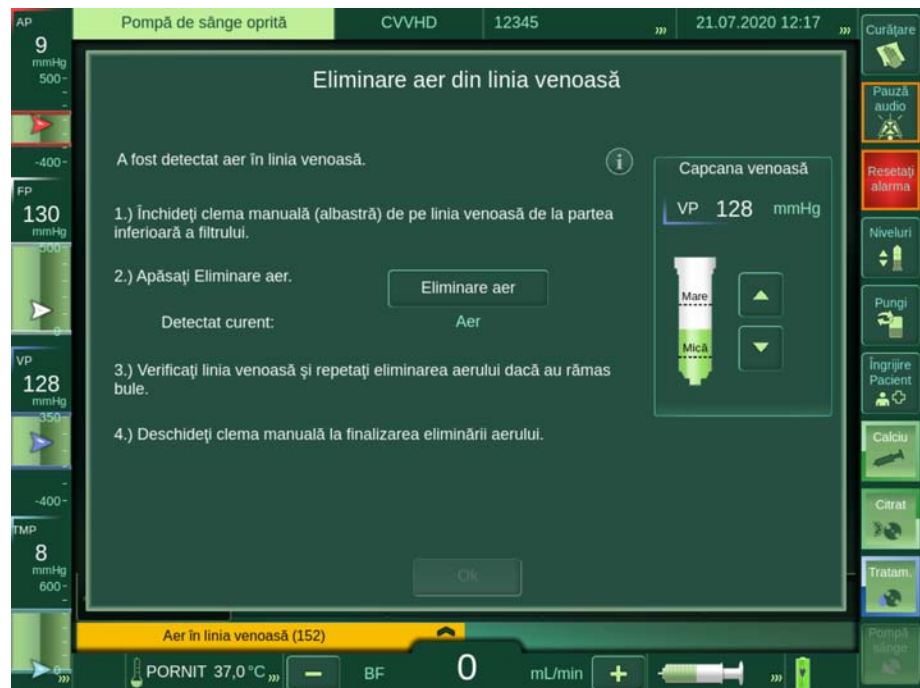 AP
9
mmHg
500
-400
FP
130
mmHg
500
0
VP
128
mmHg
350
-400
TMP
8
mmHg
600
Pompă de sânge oprită
CVVHD
12345
21.07.2020 12:17
Eliminare aer din linia venoasă
A fost detectat aer în linia venoasă.
i
1.) Închideți clema manuală (albastră) de pe linia venoasă de la partea
inferioară a filtrului.
2.) Apăsați Eliminare aer.
Eliminare aer
Detectat curent:
Aer
3.) Verificați linia venoasă și repetați eliminarea aerului dacă au rămas
bule.
4.) Deschideți clema manuală la finalizarea eliminării aerului.
Capcana venoasă
VP 128 mmHg
Mare
Mică
Ok
Aer în linia venoasă (152)
PORNIT 37,0 °C
BF
0
mL/min
Curățare
Pauză
audio
Resetați
alarma
Niveluri
Pungi
Îngrijire
Pacient
Calciu
Citrat
Tratam.
Pompă
sânge